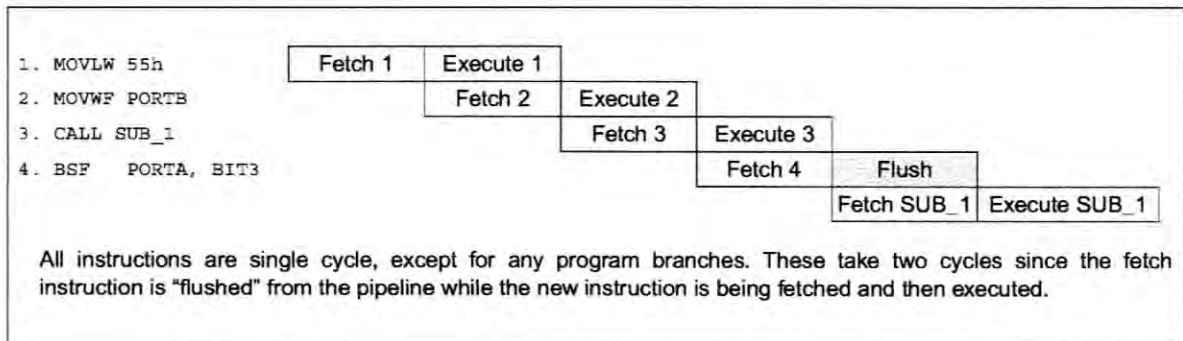 1. MOVLW 55h Fetch 1 Execute 1
2. MOVWF PORTB Fetch 2 Execute 2
3. CALL SUB_1 Fetch 3 Execute 3
4. BSF PORTA, BIT3 Fetch 4 Flush
Fetch SUB_1 Execute SUB_1
All instructions are single cycle, except for any program branches. These take two cycles since the fetch
instruction is "flushed" from the pipeline while the new instruction is being fetched and then executed.